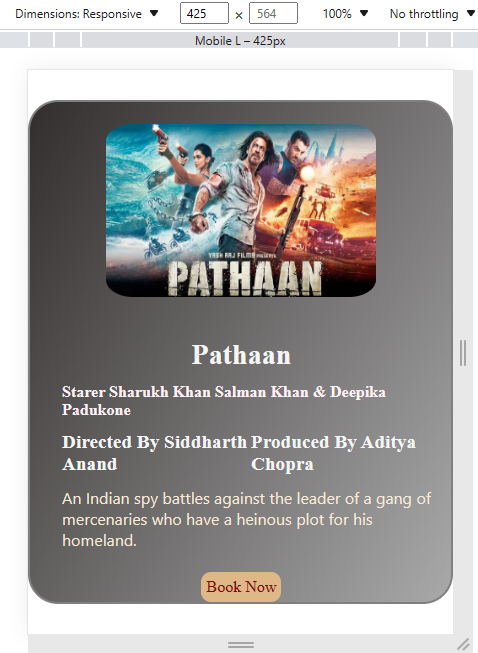 Dimensions: Responsive ▼ 425 × 564 100% ▼ No throttling ▼
Mobile L – 425px
YASH RAJ FILMS PRESENTS
PATHAAN
Pathaan
Starer Sharukh Khan Salman Khan & Deepika
Padukone
Directed By Siddharth
Anand
Produced By Aditya
Chopra
An Indian spy battles against the leader of a gang of
mercenaries who have a heinous plot for his
homeland.
Book Now